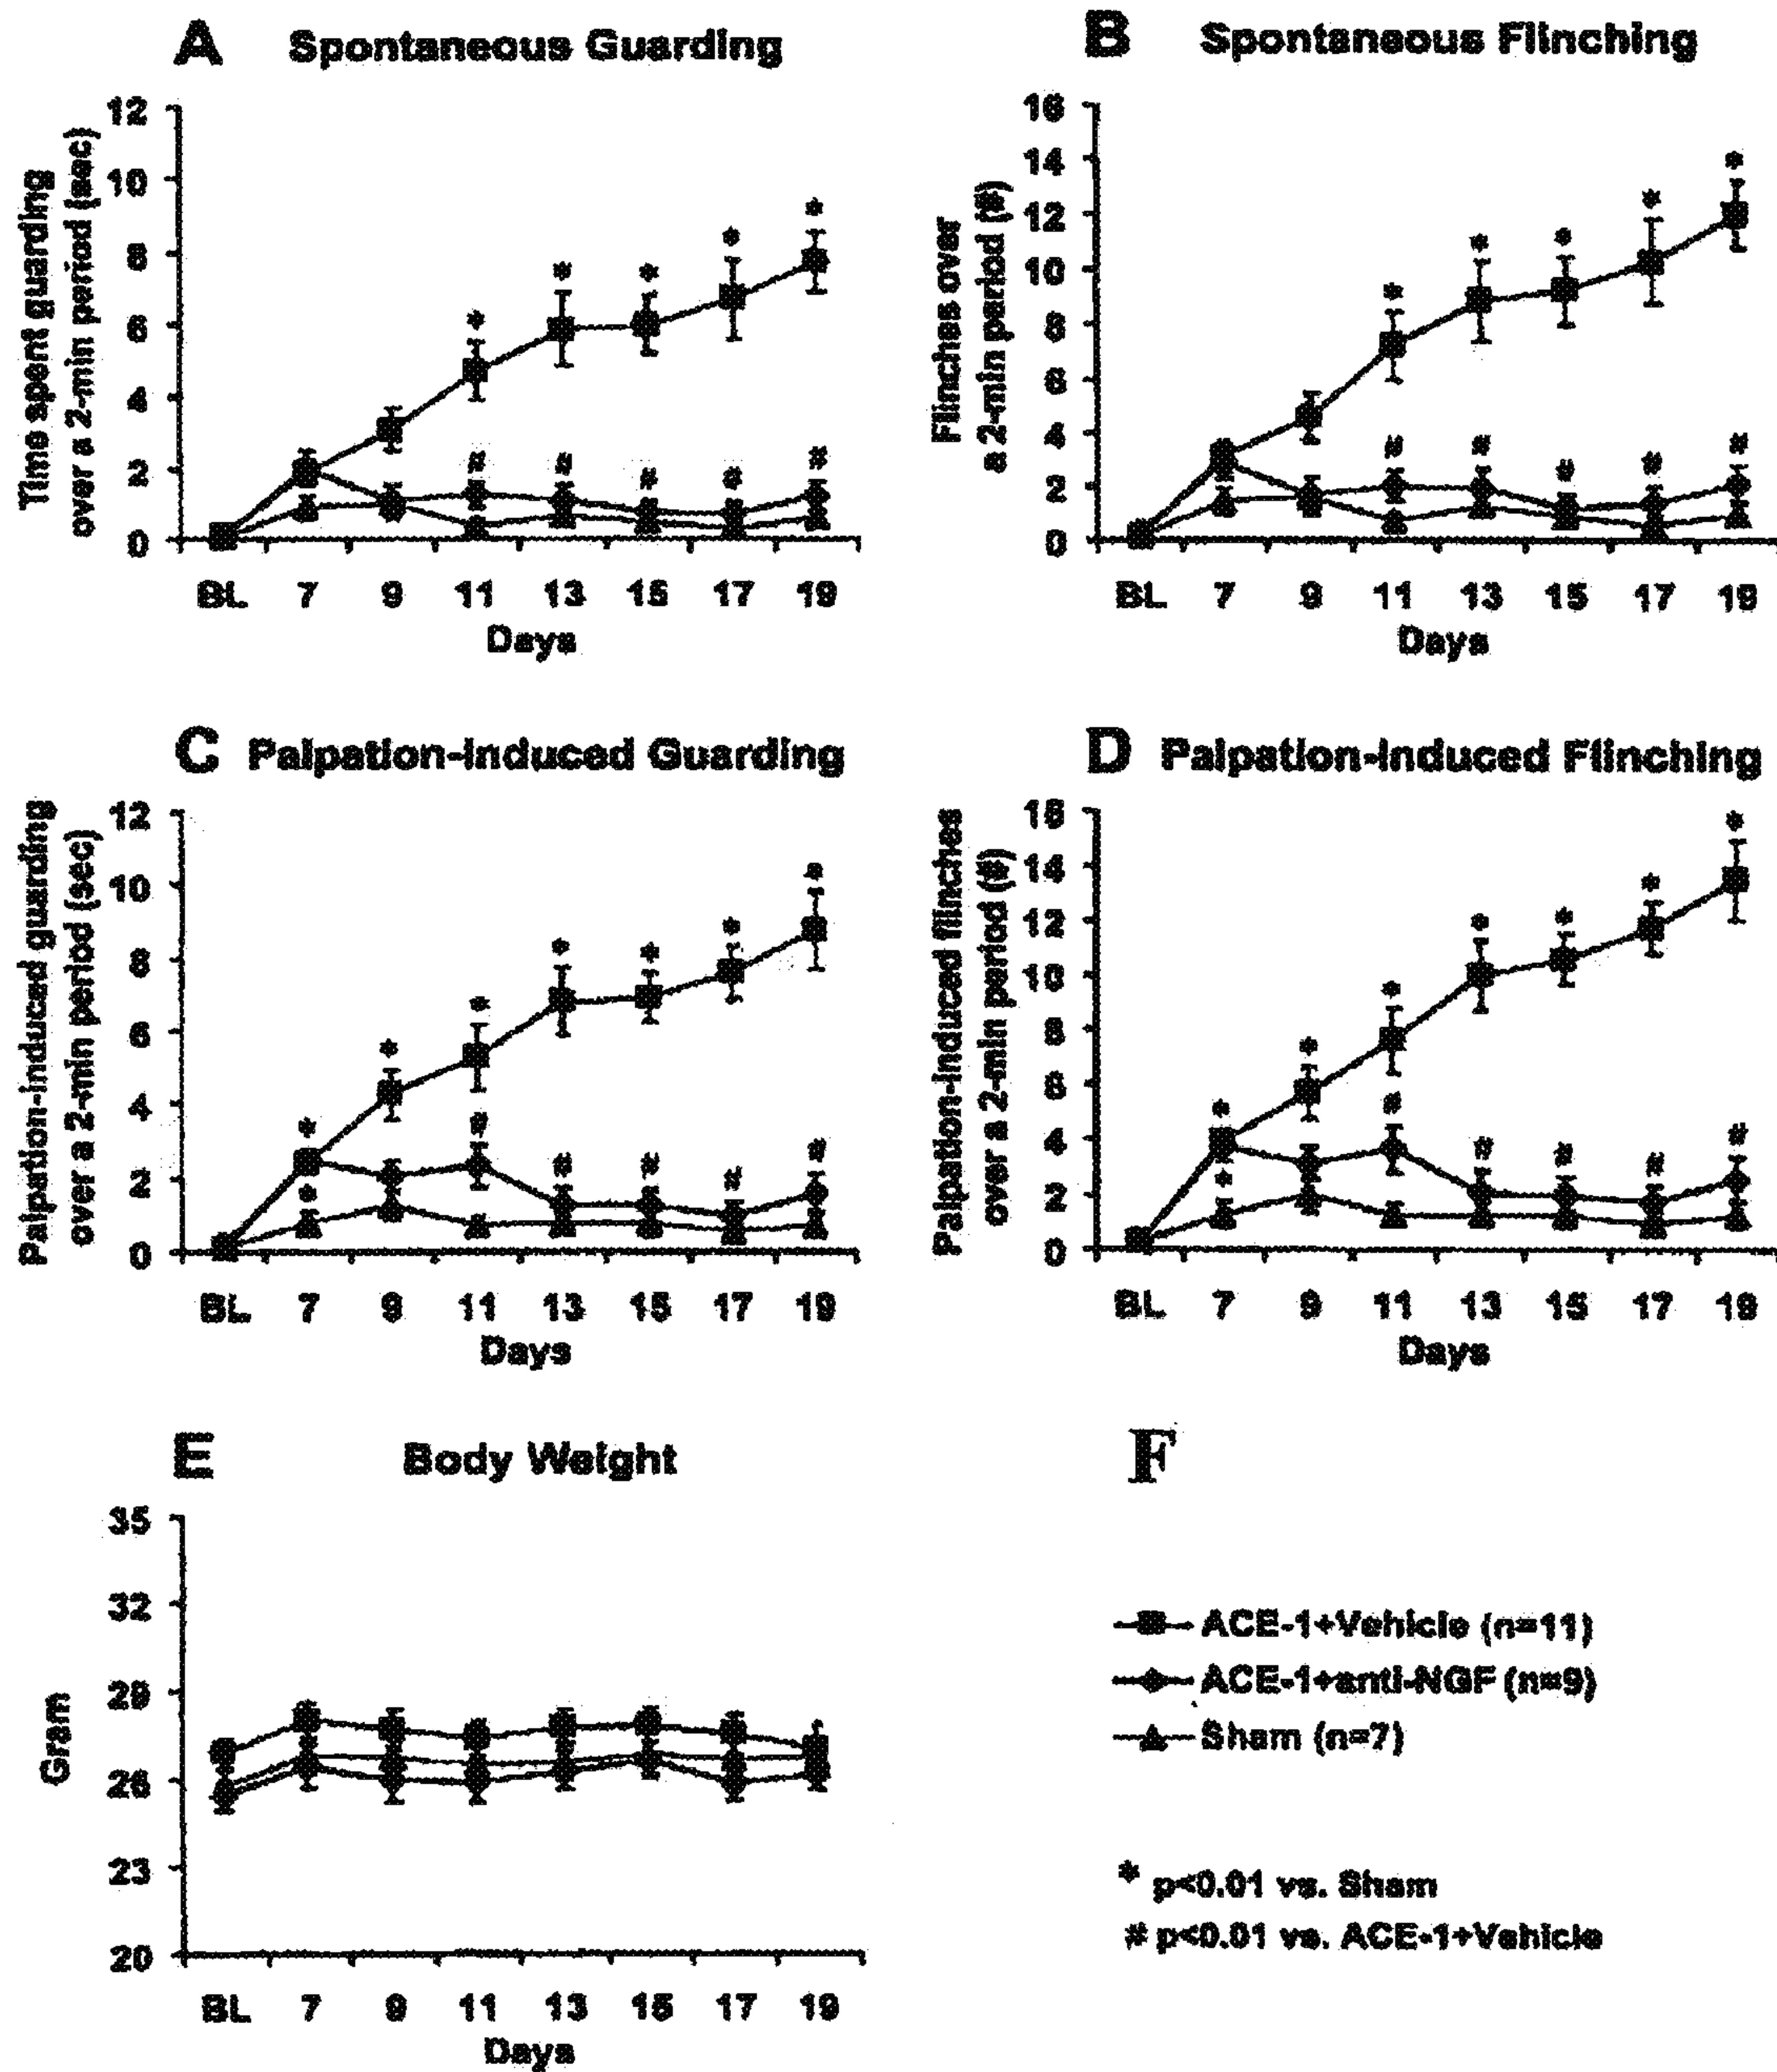 A Spontaneous Guarding
Time spent guarding
over a 2-min period (sec)
12
10
8
6
4
2
0
* * * * *
# # # # #
BL 7 9 11 13 15 17 19
Days
B Spontaneous Flinching
Flinches over
a 2-min period (#)
16
14
12
10
8
6
4
2
0
* * * * *
# # # # #
BL 7 9 11 13 15 17 19
Days
C Palpation-Induced Guarding
Palpation-induced guarding
over a 2-min period (sec)
12
10
8
6
4
2
0
* * * * * * *
* # # # # #
BL 7 9 11 13 15 17 19
Days
D Palpation-Induced Flinching
Palpation-induced flinches
over a 2-min period (#)
16
14
12
10
8
6
4
2
0
* * * * * * *
* # # # # #
BL 7 9 11 13 15 17 19
Days
E Body Weight
Gram
35
32
29
26
23
20
BL 7 9 11 13 15 17 19
Days
F
ACE-1+Vehicle (n=11)
ACE-1+anti-NGF (n=9)
Sham (n=7)
* p<0.01 vs. Sham
# p<0.01 vs. ACE-1+Vehicle